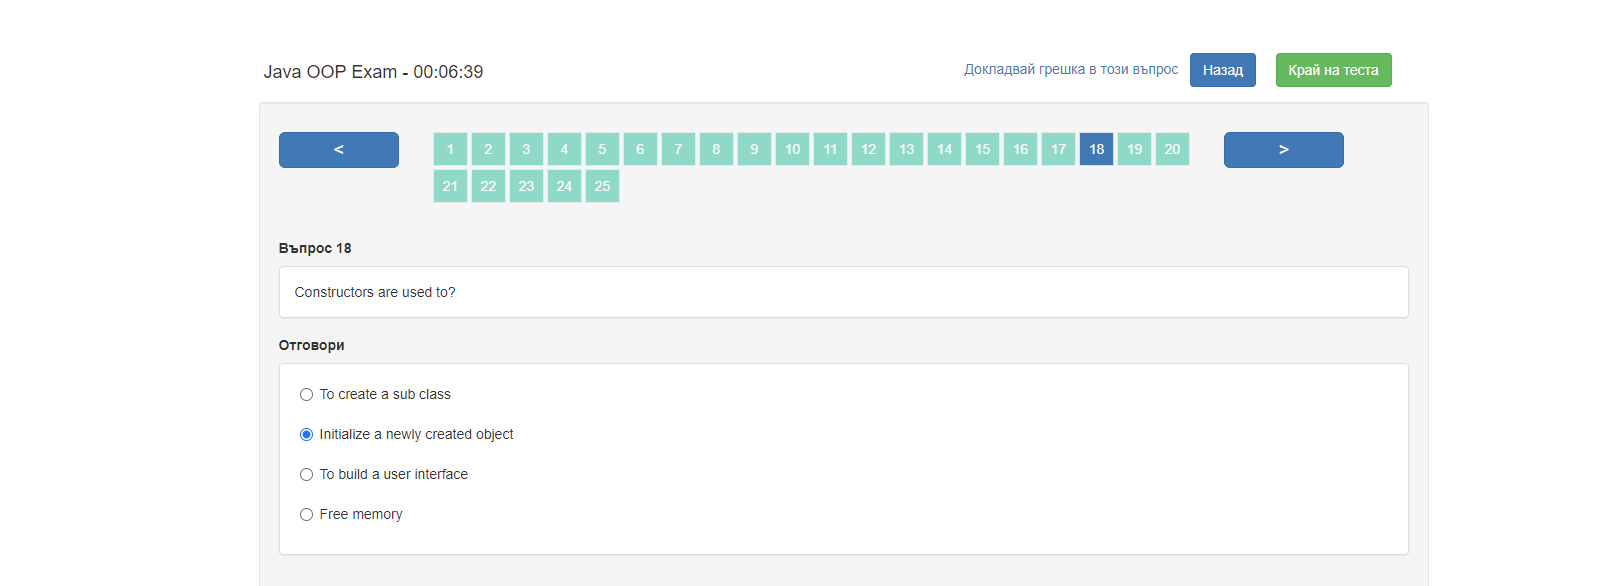 Java OOP Exam - 00:06:39
Докладвай грешка в този въпрос
Назад
Край на теста
<
1 2 3 4 5 6 7 8 9 10 11 12 13 14 15 16 17 18 19 20
>
21 22 23 24 25
Въпрос 18
Constructors are used to?
Отговори
To create a sub class
Initialize a newly created object
To build a user interface
Free memory